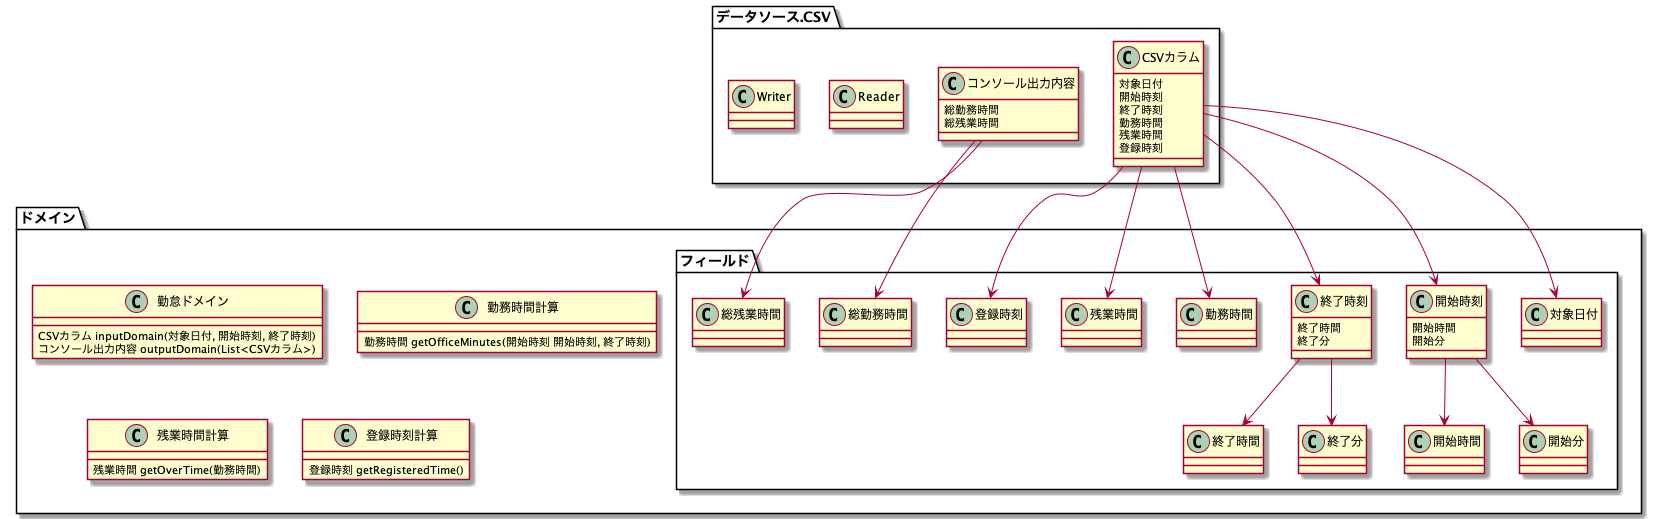 データソース.CSV
C Writer
C Reader
C コンソール出力内容
総勤務時間
総残業時間
C CSVカラム
対象日付
開始時刻
終了時刻
勤務時間
残業時間
登録時刻
ドメイン
C 勤怠ドメイン
CSVカラム inputDomain(対象日付, 開始時刻, 終了時刻)
コンソール出力内容 outputDomain(List<CSVカラム>)
C 勤務時間計算
勤務時間 getOfficeMinutes(開始時刻 開始時刻, 終了時刻)
フィールド
C 総残業時間
C 総勤務時間
C 登録時刻
C 残業時間
C 勤務時間
C 終了時刻
終了時間
終了分
C 開始時刻
開始時間
開始分
C 対象日付
C 残業時間計算
残業時間 getOverTime(勤務時間)
C 登録時刻計算
登録時刻 getRegisteredTime()
C 終了時間
C 終了分
C 開始時間
C 開始分